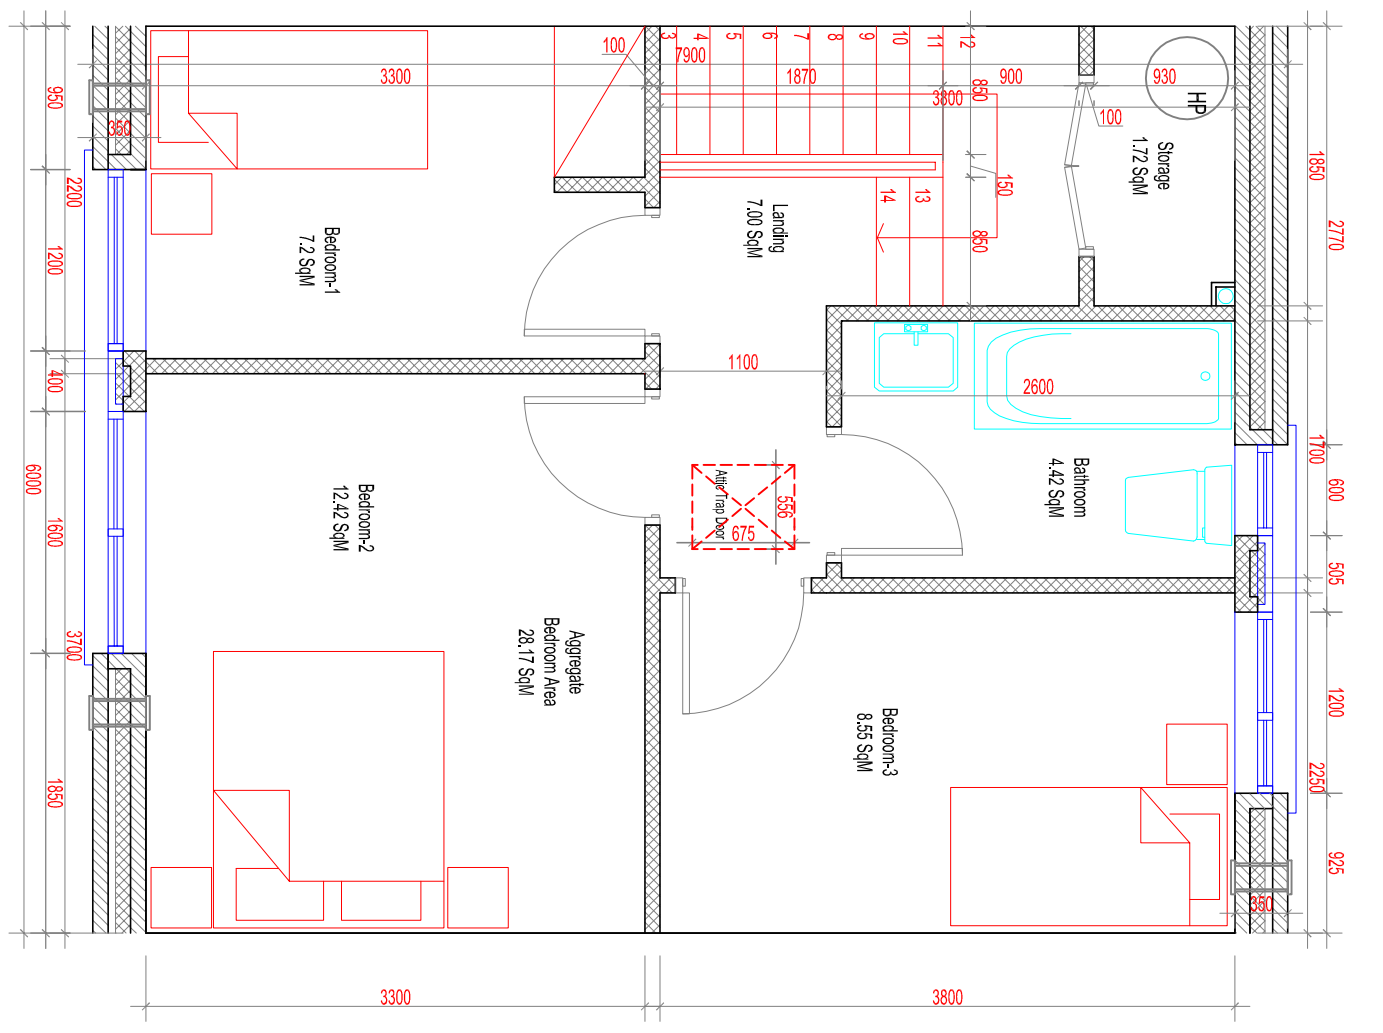 3
4
5
6
7
8
9
10
11
12
13
14
7900
100
3300
1870
900
930
3800
850
100
HP
950
350
Storage
1.72 SqM
1850
150
2200
Landing
7.00 SqM
850
2770
1200
Bedroom-1
7.2 SqM
400
1100
2600
6000
1600
Bedroom-2
12.42 SqM
Attic Trap Door
556
675
Bathroom
4.42 SqM
1700
600
505
3700
Aggregate
Bedroom Area
28.17 SqM
Bedroom-3
8.55 SqM
1200
2250
1850
925
350
3300
3800